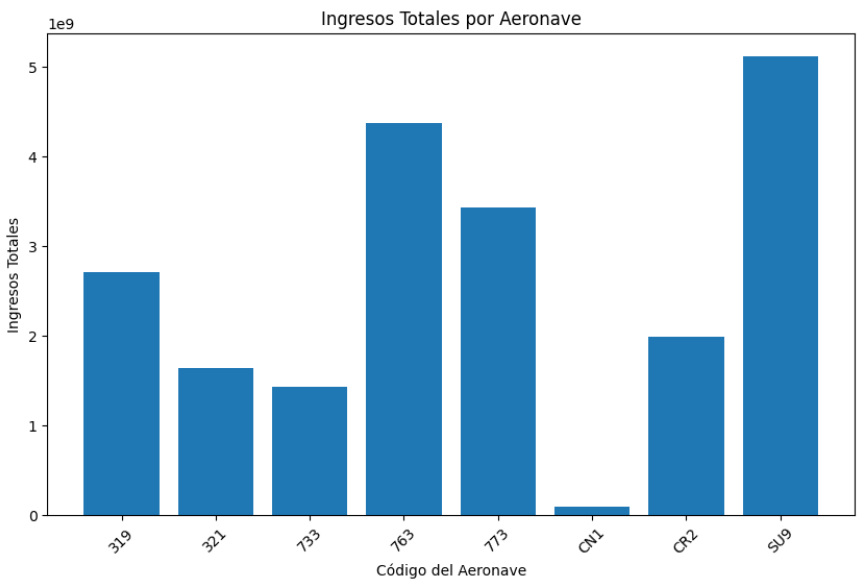 Ingresos Totales por Aeronave
1e9
5
4
3
2
1
0
Ingresos Totales
319 321 733 763 773 CN1 CR2 SU9
Código del Aeronave